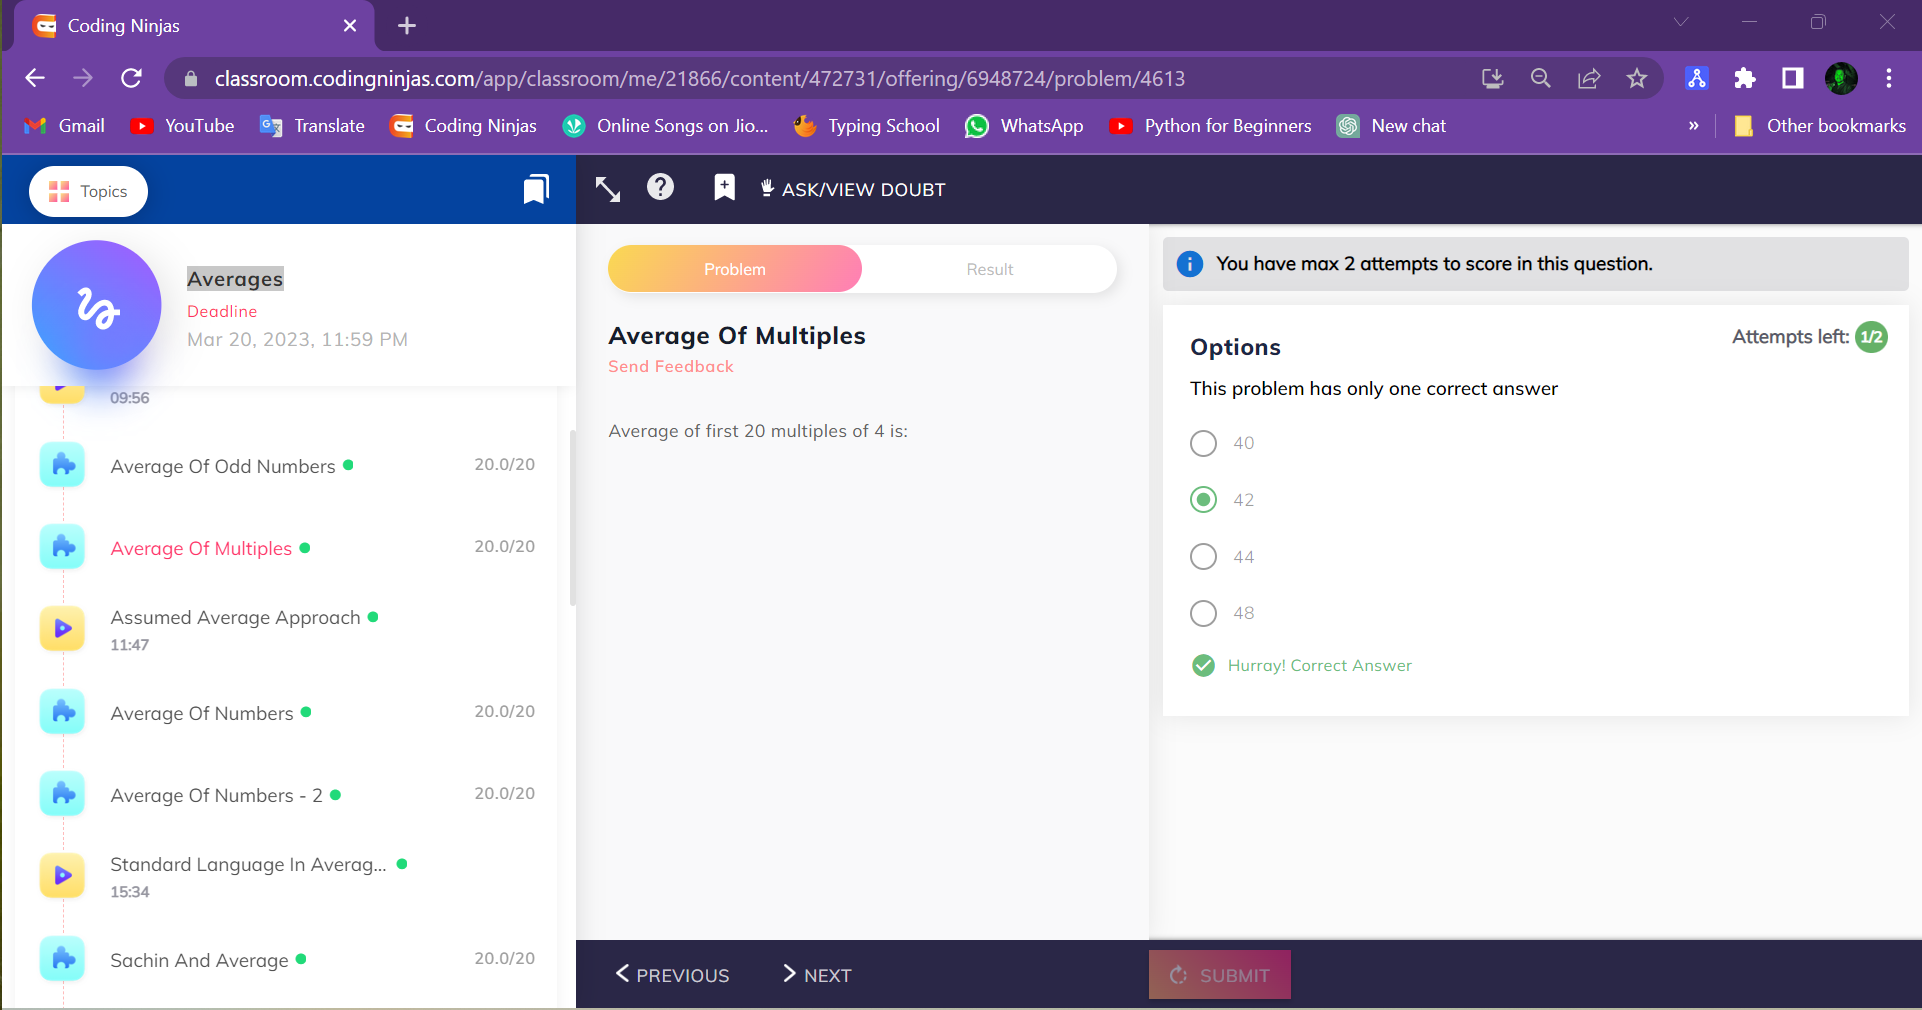 Coding Ninjas
classroom.codingninjas.com/app/classroom/me/21866/content/472731/offering/6948724/problem/4613
Gmail YouTube Translate Coding Ninjas Online Songs on Jio... Typing School WhatsApp Python for Beginners New chat » Other bookmarks
Topics
ASK/VIEW DOUBT
Averages
Deadline
Mar 20, 2023, 11:59 PM
09:56
Average Of Odd Numbers 20.0/20
Average Of Multiples 20.0/20
Assumed Average Approach
11:47
Average Of Numbers 20.0/20
Average Of Numbers - 2 20.0/20
Standard Language In Averag...
15:34
Sachin And Average 20.0/20
Problem Result
Average Of Multiples
Send Feedback
Average of first 20 multiples of 4 is:
PREVIOUS NEXT
You have max 2 attempts to score in this question.
Attempts left: 1/2
Options
This problem has only one correct answer
40
42
44
48
Hurray! Correct Answer
SUBMIT